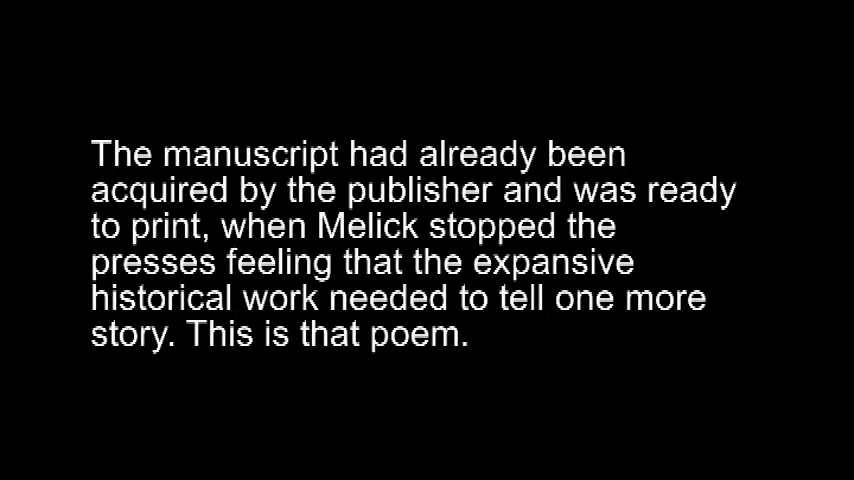 The manuscript had already been
acquired by the publisher and was ready
to print, when Melick stopped the
presses feeling that the expansive
historical work needed to tell one more
story. This is that poem.